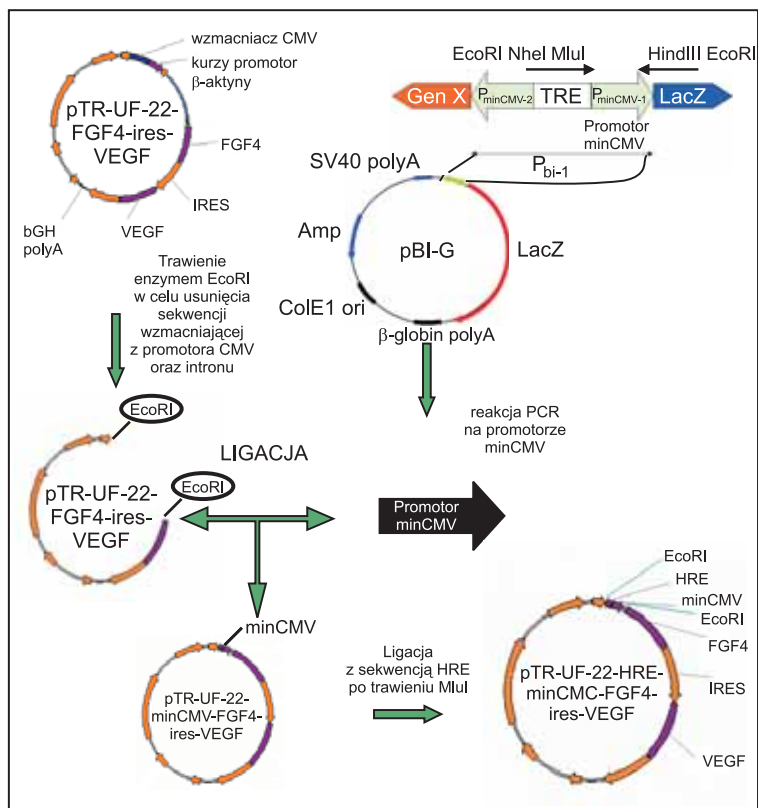 wzmacniacz CMV
kurzy promotor
β-aktyny
pTR-UF-22-
FGF4-ires-
VEGF
FGF4
IRES
VEGF
bGH
polyA
EcoRI NheI MluI
HindIII EcoRI
Gen X
PminCMV-2
TRE
PminCMV-1
LacZ
Promotor
minCMV
Pbi-1
SV40 polyA
Amp
pBI-G
LacZ
ColE1 ori
β-globin polyA
Trawienie
enzymem EcoRI
w celu usunięcia
sekwencji
wzmacniającej
z promotora CMV
oraz intronu
reakcja PCR
na promotorze
minCMV
EcoRI
pTR-UF-22-
FGF4-ires-
VEGF
EcoRI
LIGACJA
Promotor
minCMV
minCMV
pTR-UF-22-
minCMV-FGF4-
ires-VEGF
Ligacja
z sekwencją HRE
po trawieniu MluI
EcoRI
HRE
minCMV
EcoRI
FGF4
pTR-UF-22-HRE-
minCMC-FGF4-
ires-VEGF
IRES
VEGF